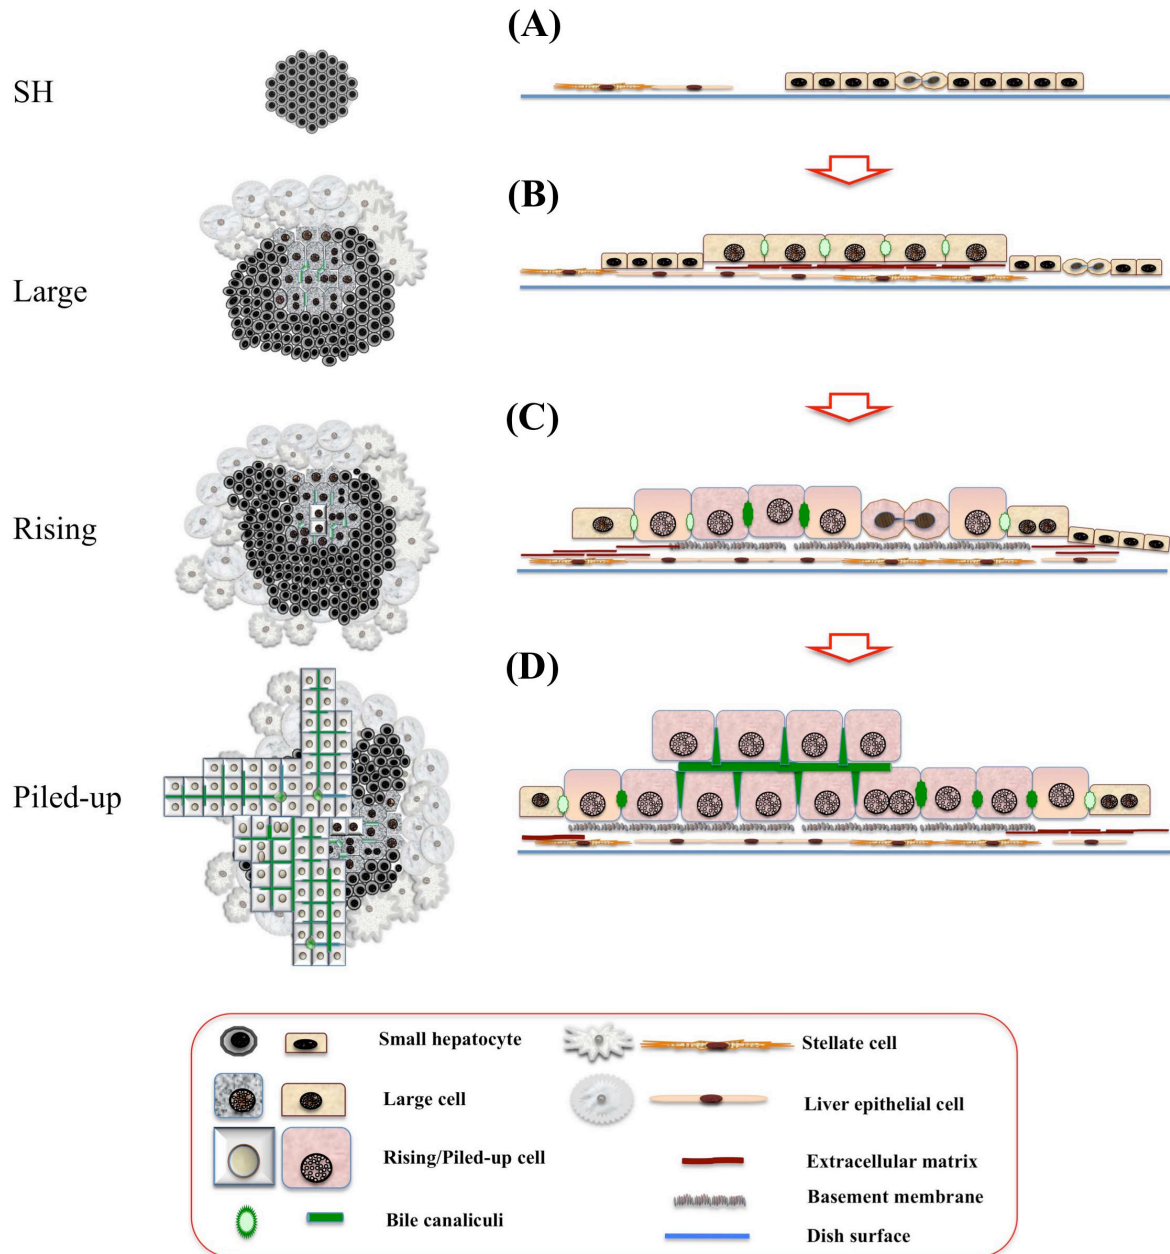 (A)
SH
(B)
Large
(C)
Rising
(D)
Piled-up
Small hepatocyte
Stellate cell
Large cell
Liver epithelial cell
Rising/Piled-up cell
Extracellular matrix
Basement membrane
Bile canaliculi
Dish surface